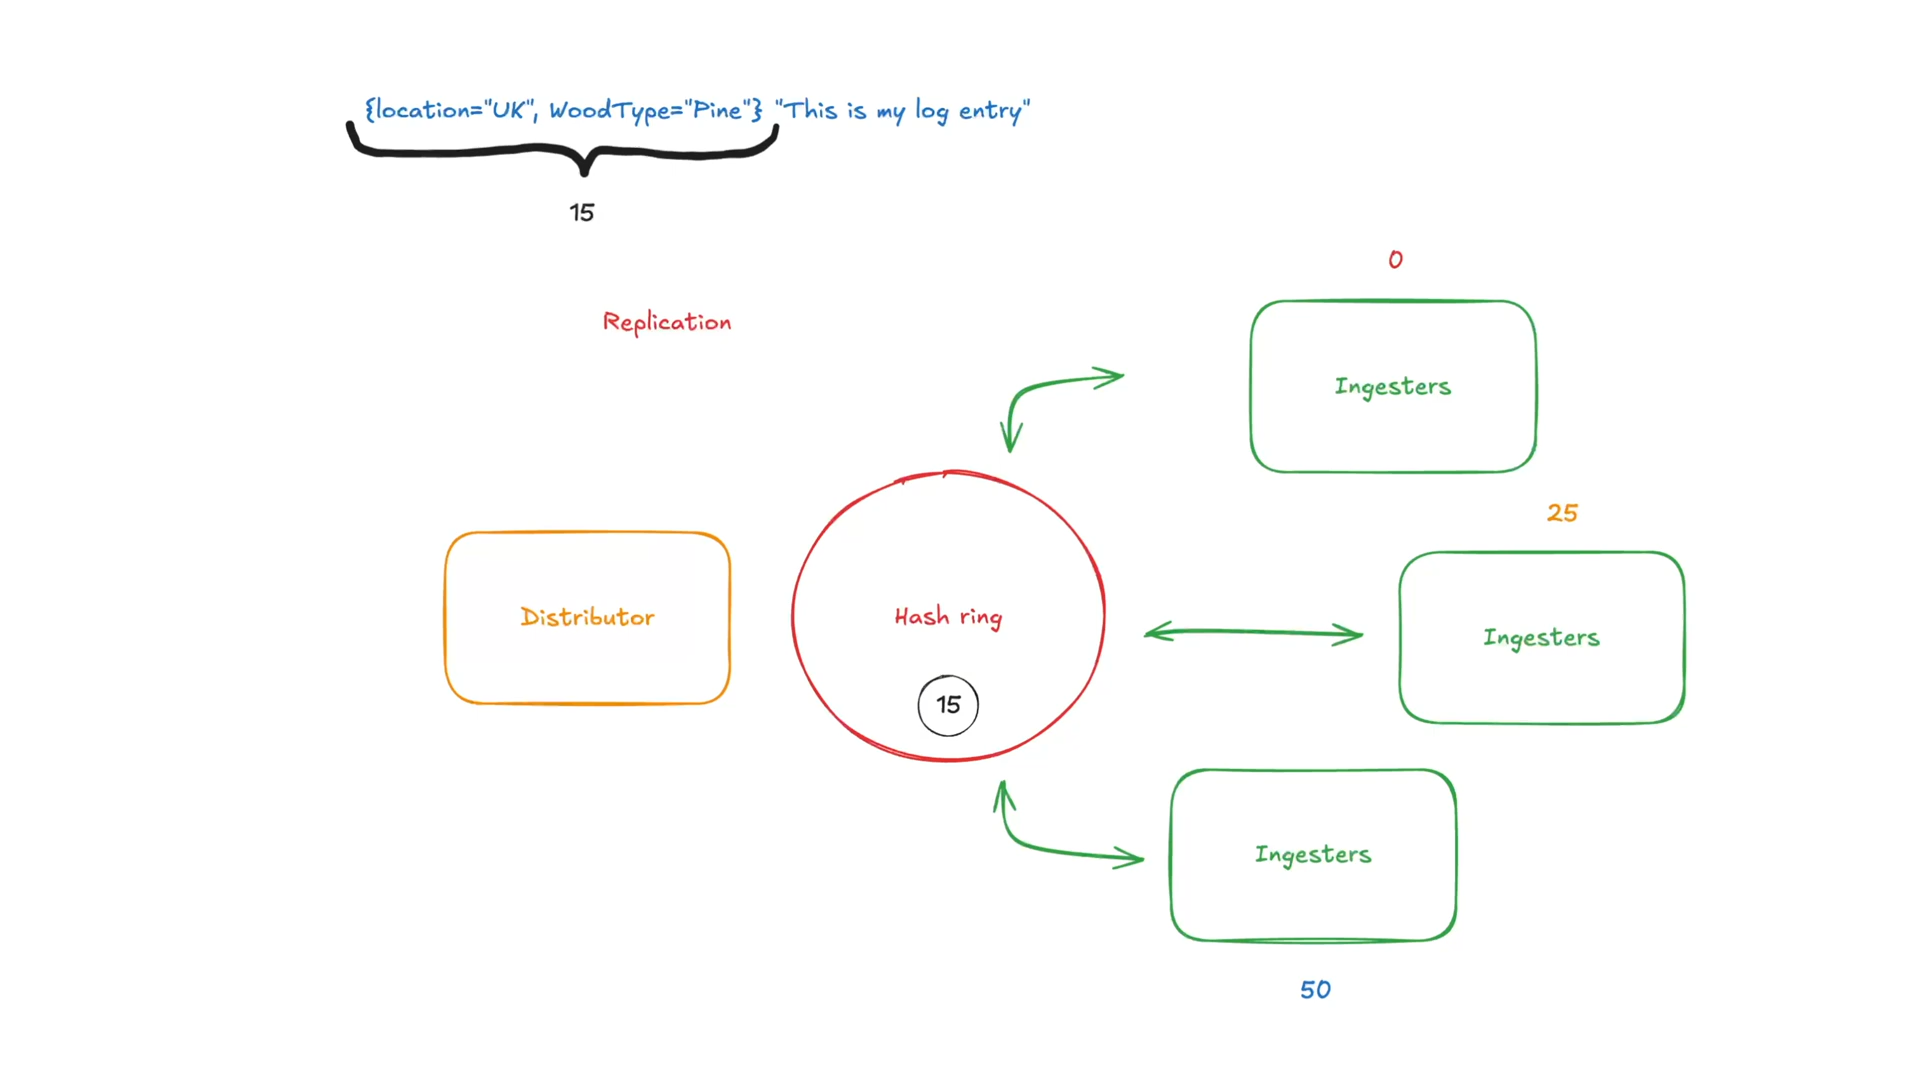 {location="UK", WoodType="Pine"} "This is my log entry"
15
0
Replication
Ingesters
25
Distributor
Hash ring
Ingesters
15
Ingesters
50